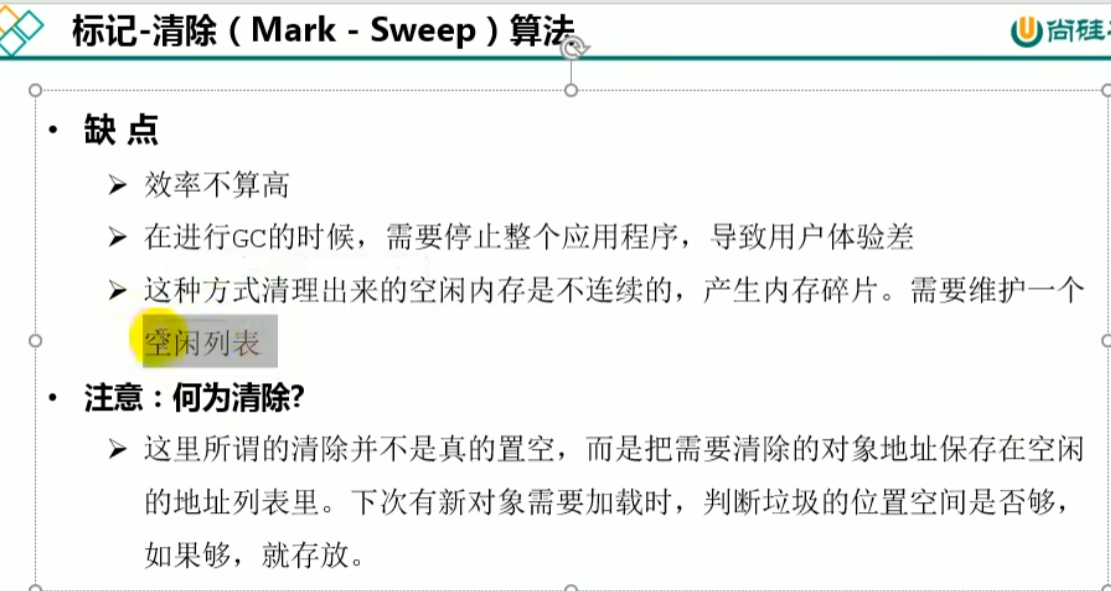 标记-清除（Mark - Sweep）算法
尚硅
• 缺 点
➢ 效率不算高
➢ 在进行GC的时候，需要停止整个应用程序，导致用户体验差
➢ 这种方式清理出来的空闲内存是不连续的，产生内存碎片。需要维护一个
空闲列表
• 注意：何为清除?
➢ 这里所谓的清除并不是真的置空，而是把需要清除的对象地址保存在空闲
的地址列表里。下次有新对象需要加载时，判断垃圾的位置空间是否够，
如果够，就存放。